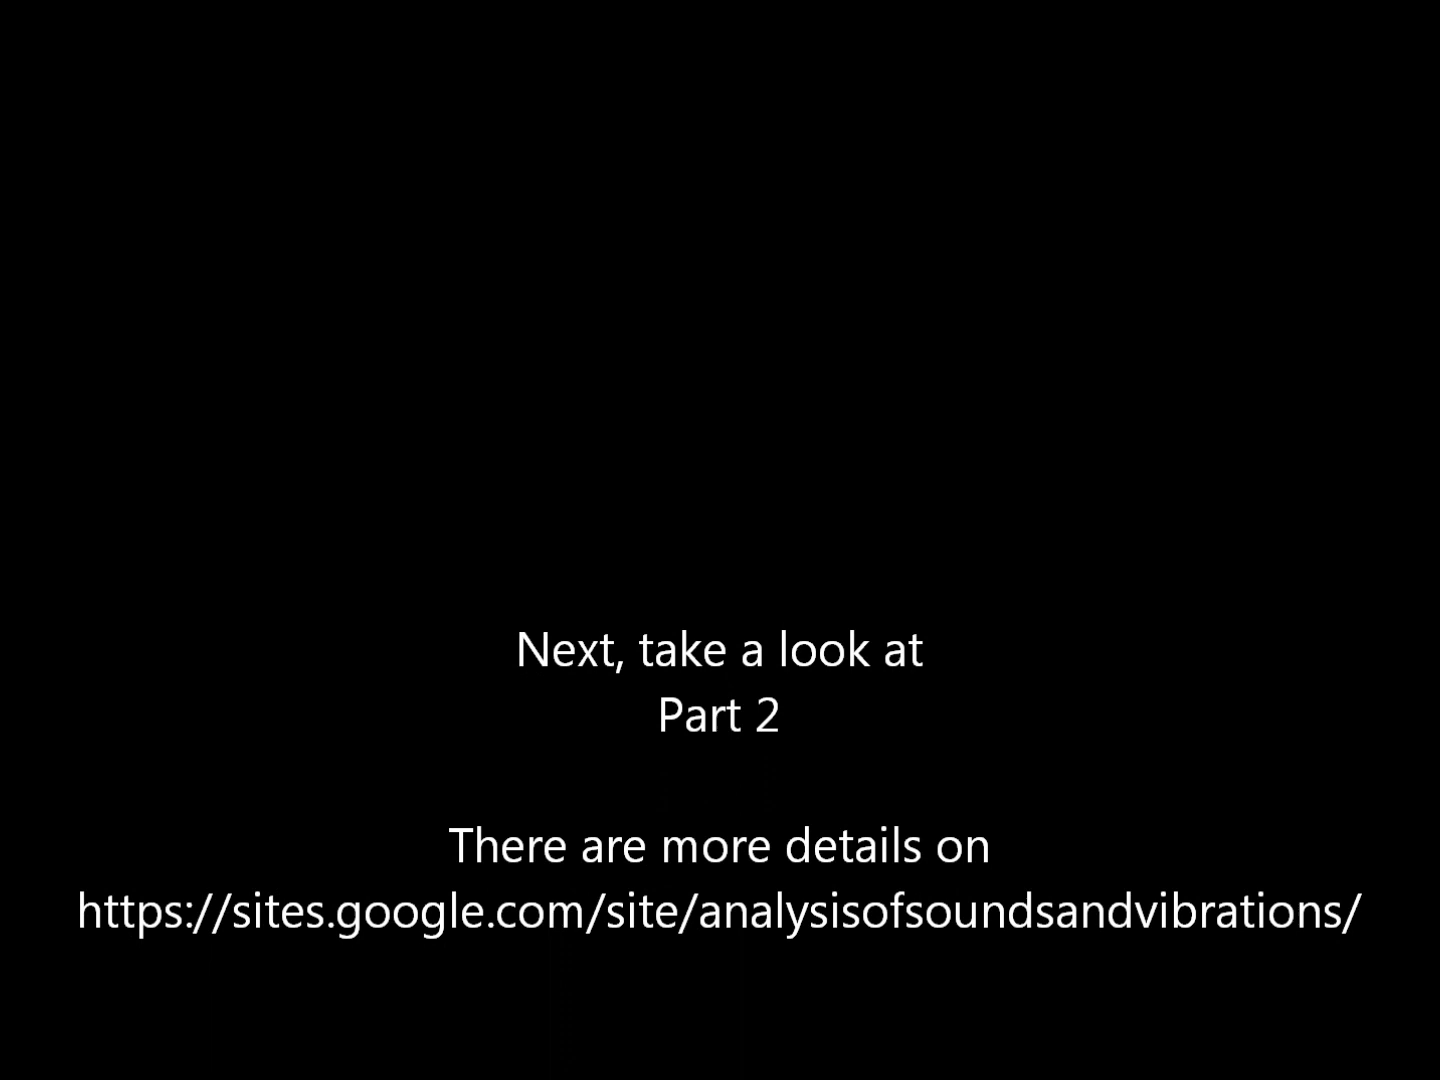 Next, take a look at
Part 2
There are more details on
https://sites.google.com/site/analysisofsoundsandvibrations/